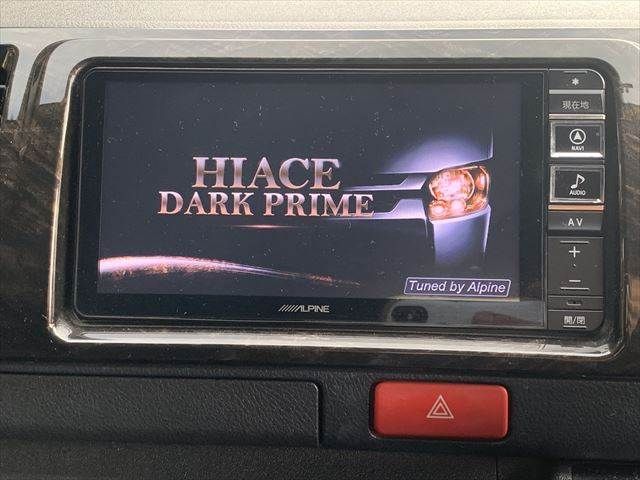 HIACE
DARK PRIME
Tuned by Alpine
ALPINE
*
現在地
NAVI
AUDIO
AV
+
−
開/閉